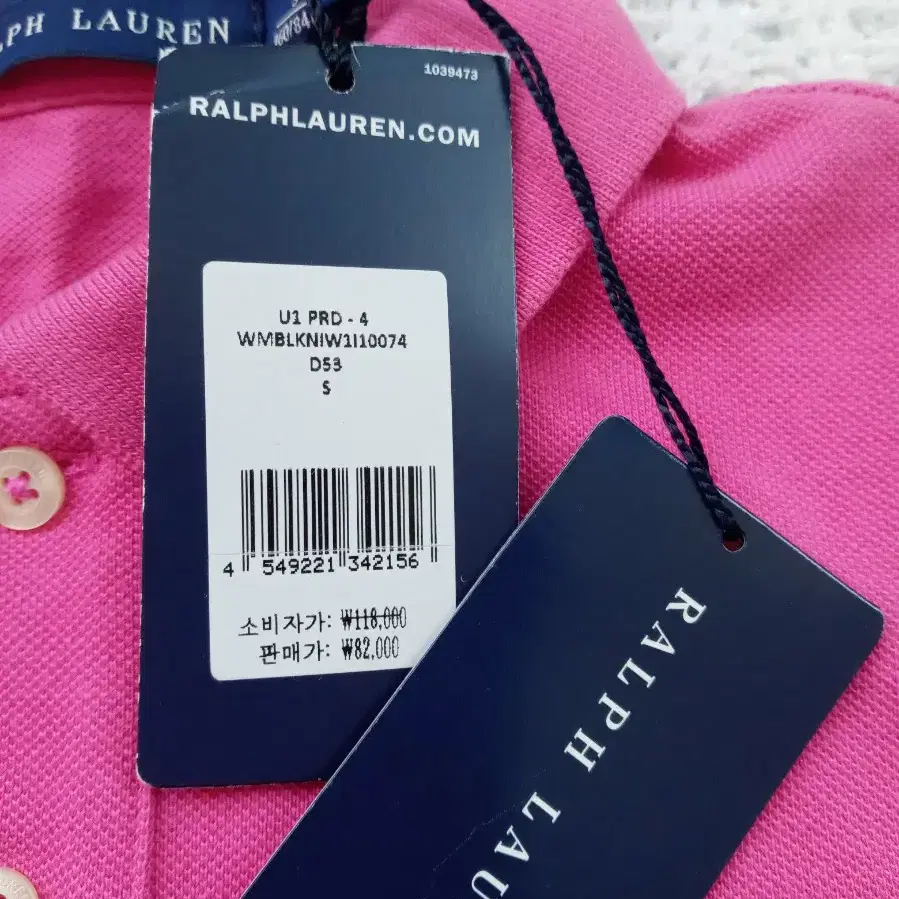 LPH LAUREN
1039473
RALPHLAUREN.COM
U1 PRD - 4
WMBLKNIW1I10074
D53
S
4 549221 342156
소비자가: ₩118,000
판매가: ₩82,000
RALPH LAU